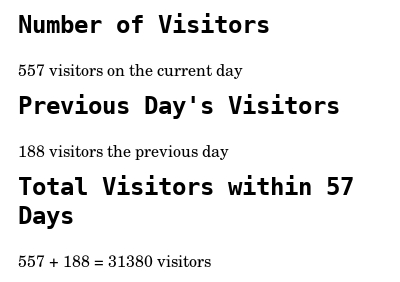 Number of Visitors
557 visitors on the current day
Previous Day's Visitors
188 visitors the previous day
Total Visitors within 57
Days
557 + 188 = 31380 visitors